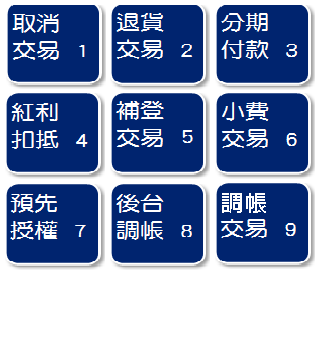 取消
交易 1
退貨
交易 2
分期
付款 3
紅利
扣抵 4
補登
交易 5
小費
交易 6
預先
授權 7
後台
調帳 8
調帳
交易 9